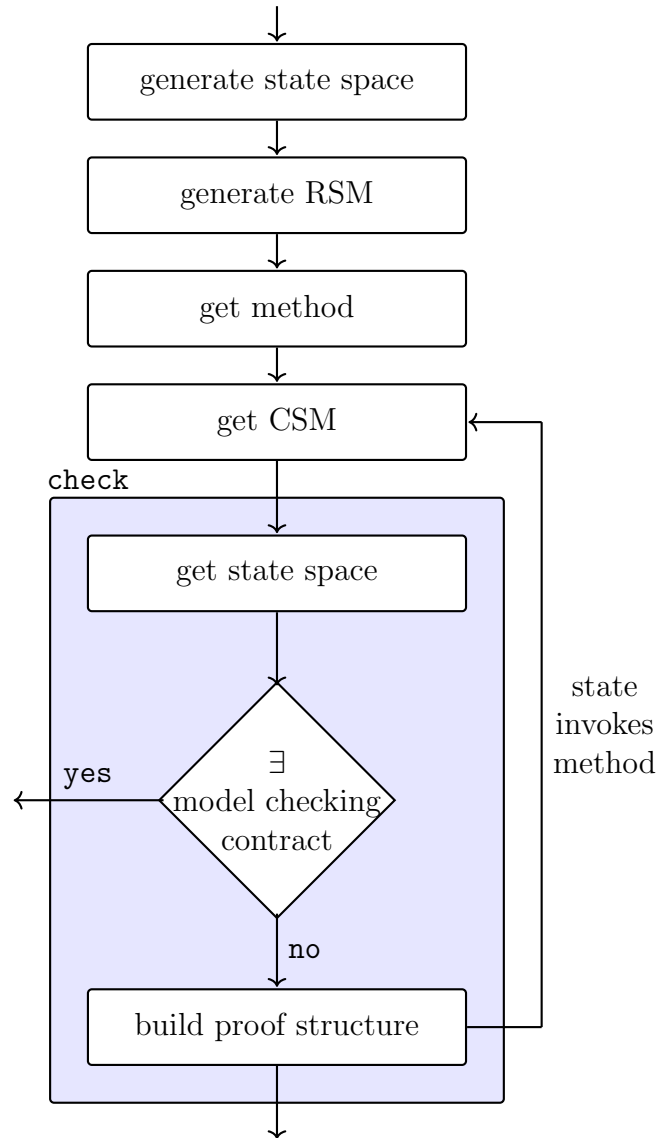 generate state space
generate RSM
get method
get CSM
check
get state space
state
invokes
method
∃
model checking
contract
yes
no
build proof structure